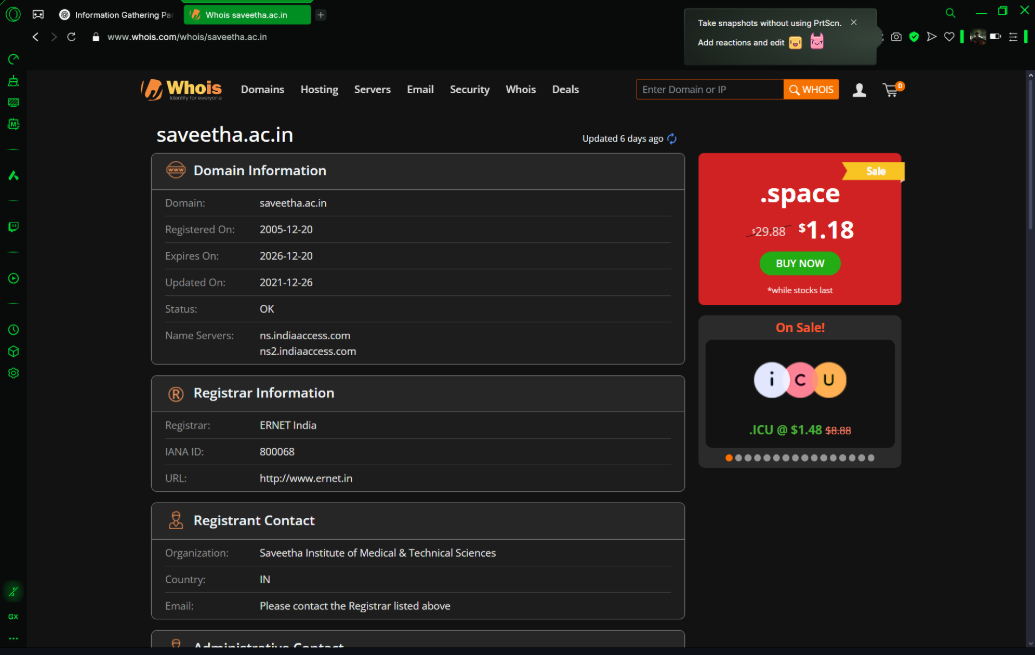 Information Gathering Pa
Whois saveetha.ac.in
www.whois.com/whois/saveetha.ac.in
Take snapshots without using PrtScn.
Add reactions and edit
Whois
Identity for everyone
Domains Hosting Servers Email Security Whois Deals
Enter Domain or IP
WHOIS
0
saveetha.ac.in
Updated 6 days ago
www
Domain Information
Domain: saveetha.ac.in
Registered On: 2005-12-20
Expires On: 2026-12-20
Updated On: 2021-12-26
Status: OK
Name Servers: ns.indiaaccess.com
ns2.indiaaccess.com
R
Registrar Information
Registrar: ERNET India
IANA ID: 800068
URL: http://www.ernet.in
Registrant Contact
Organization: Saveetha Institute of Medical & Technical Sciences
Country: IN
Email: Please contact the Registrar listed above
Administrative Contact
Sale
.space
$29.88 $1.18
BUY NOW
*while stocks last
On Sale!
i C U
.ICU @ $1.48 $8.88
GX